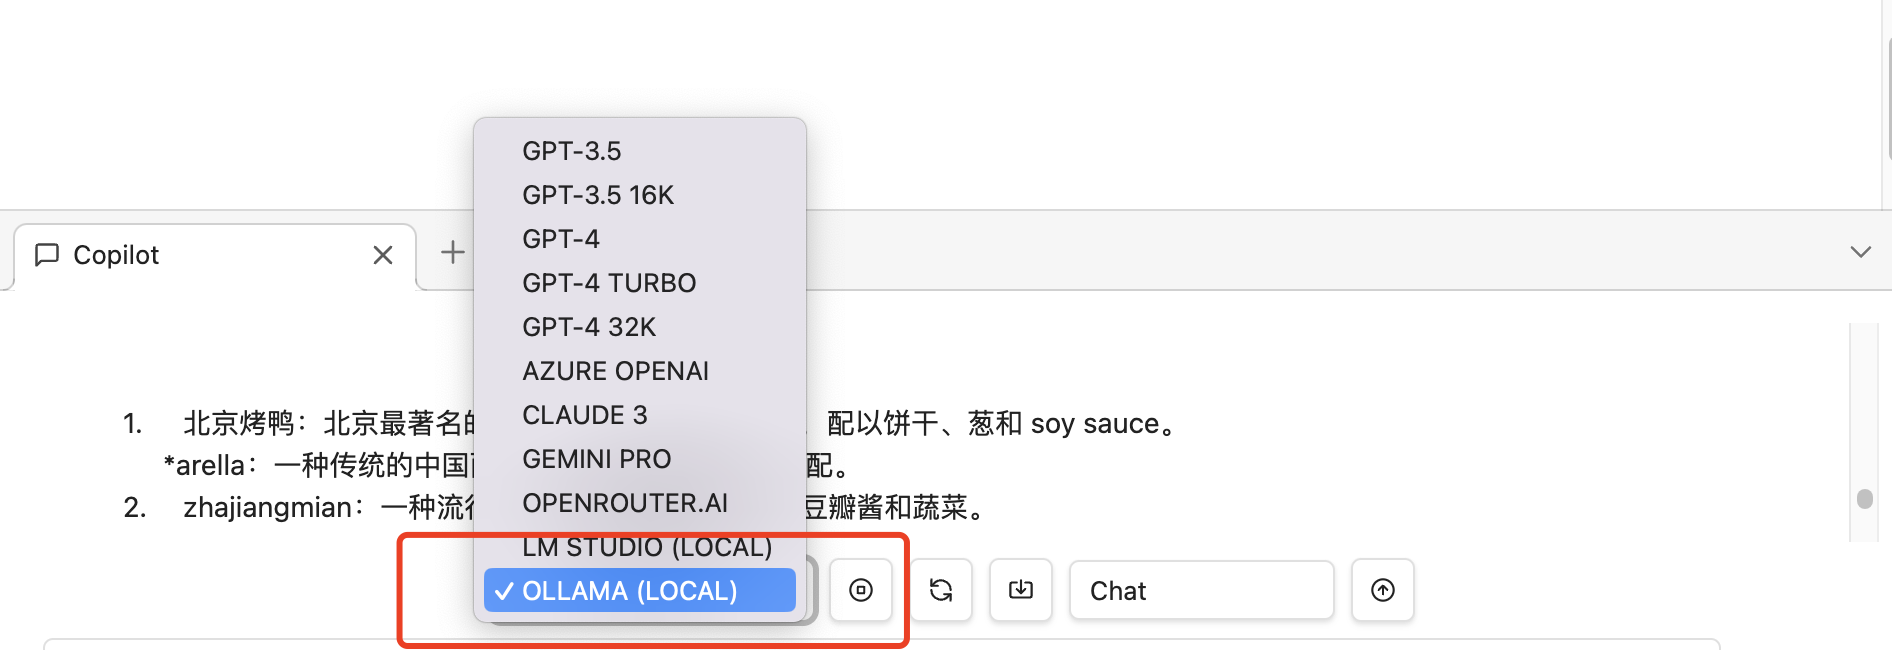 GPT-3.5
GPT-3.5 16K
GPT-4
GPT-4 TURBO
GPT-4 32K
AZURE OPENAI
CLAUDE 3
GEMINI PRO
OPENROUTER.AI
LM STUDIO (LOCAL)
✓ OLLAMA (LOCAL)
Copilot
1. 北京烤鸭：北京最著名的 配以饼干、葱和 soy sauce。
*arella：一种传统的中国 配。
2. zhajiangmian：一种流行 豆瓣酱和蔬菜。
Chat